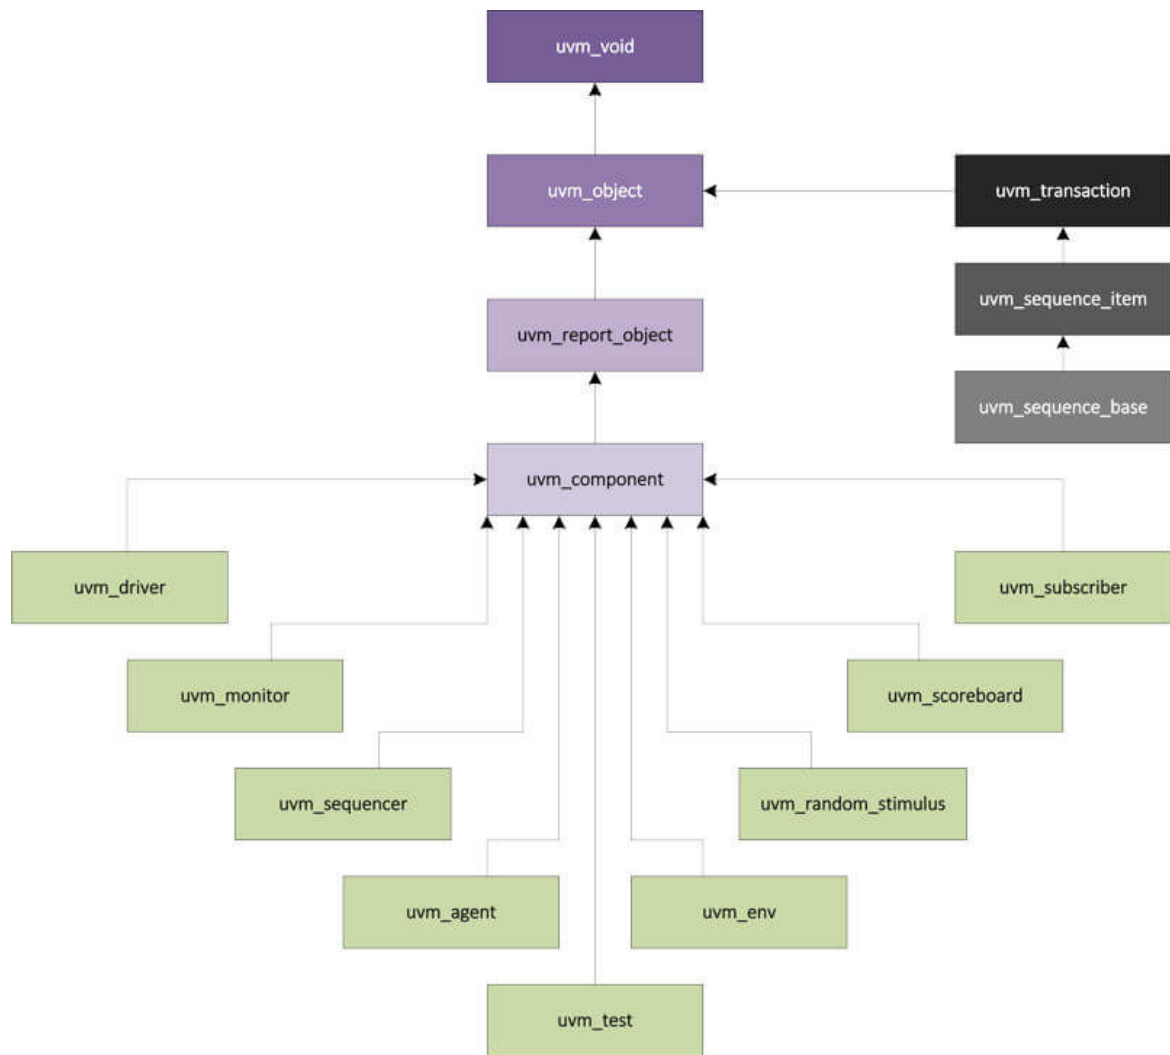 uvm_void
uvm_object
uvm_transaction
uvm_sequence_item
uvm_report_object
uvm_sequence_base
uvm_component
uvm_driver
uvm_subscriber
uvm_monitor
uvm_scoreboard
uvm_sequencer
uvm_random_stimulus
uvm_agent
uvm_env
uvm_test